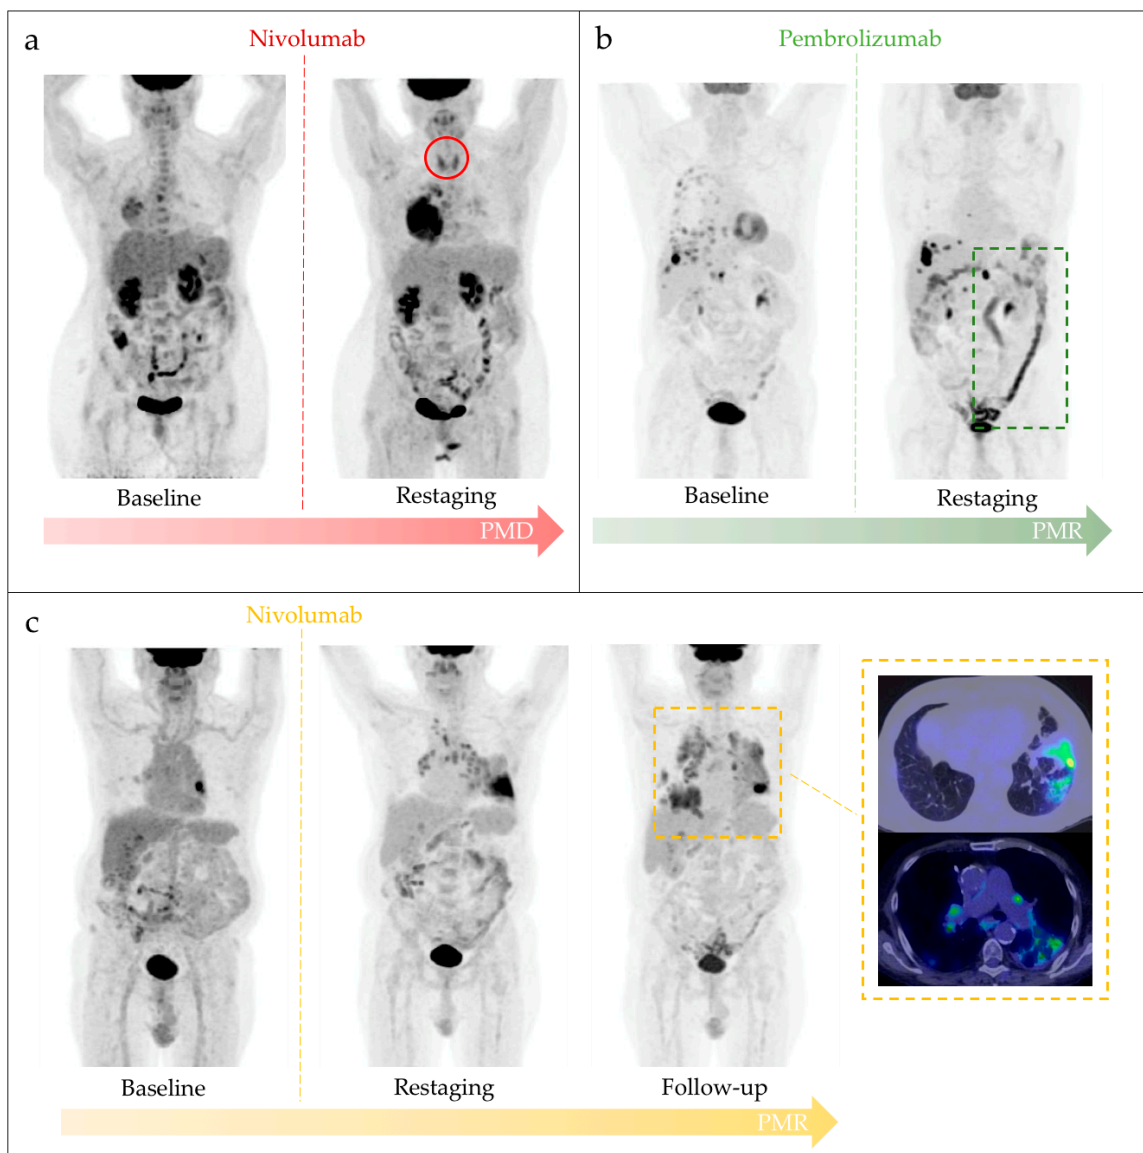 a
Nivolumab
Baseline
Restaging
PMD
b
Pembrolizumab
Baseline
Restaging
PMR
c
Nivolumab
Baseline
Restaging
Follow-up
PMR